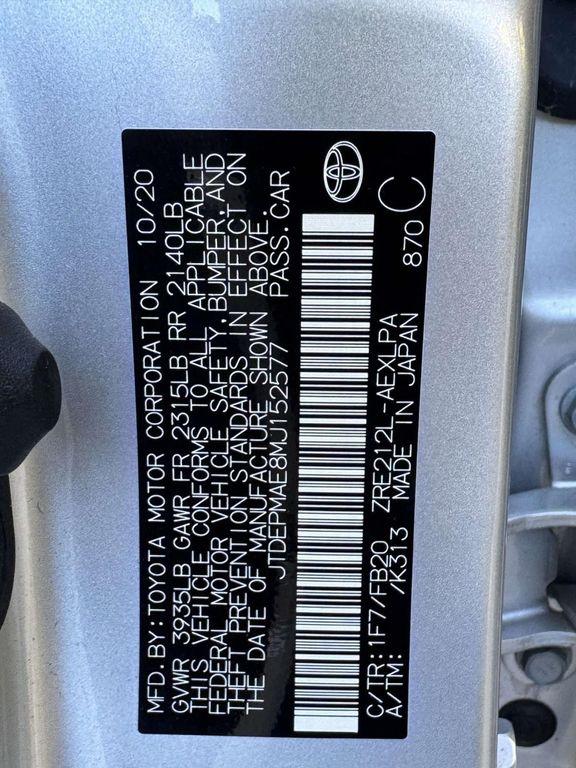 MFD.BY:TOYOTA MOTOR CORPORATION 10/20
GVWR 3935LB GAWR FR 2315LB RR 2140LB
THIS VEHICLE CONFORMS TO ALL APPLICABLE
FEDERAL MOTOR VEHICLE SAFETY,BUMPER,AND
THEFT PREVENTION STANDARDS IN EFFECT ON
THE DATE OF MANUFACTURE SHOWN ABOVE.
JTDEPMAE8MJ152577 PASS.CAR
C/TR:1F7/FB20 ZRE212L-AEXLPA
A/TM: /K313 MADE IN JAPAN 870 C